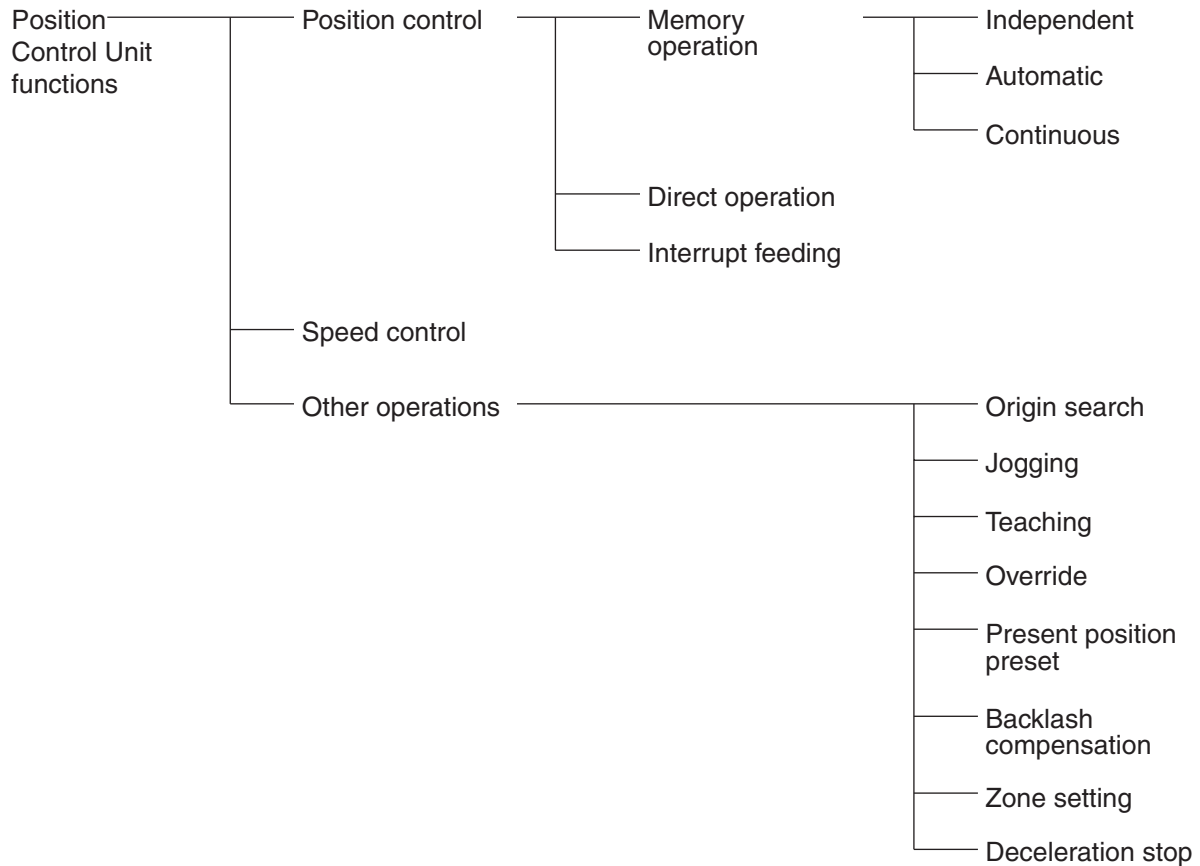 Position
Control Unit
functions
Position control
Memory
operation
Independent
Automatic
Continuous
Direct operation
Interrupt feeding
Speed control
Other operations
Origin search
Jogging
Teaching
Override
Present position
preset
Backlash
compensation
Zone setting
Deceleration stop